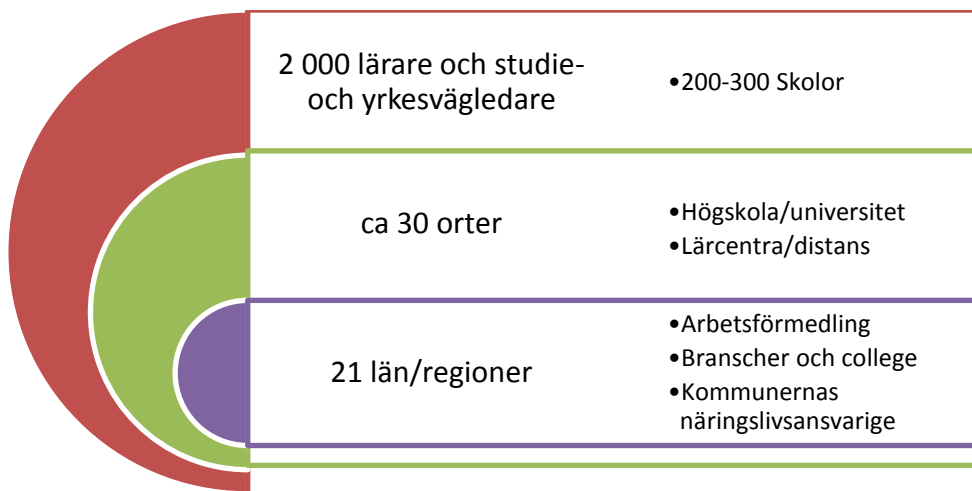 2 000 lärare och studie-
och yrkesvägledare
•200-300 Skolor
ca 30 orter
•Högskola/universitet
•Lärcentra/distans
21 län/regioner
•Arbetsförmedling
•Branscher och college
•Kommunernas
näringslivsansvarige